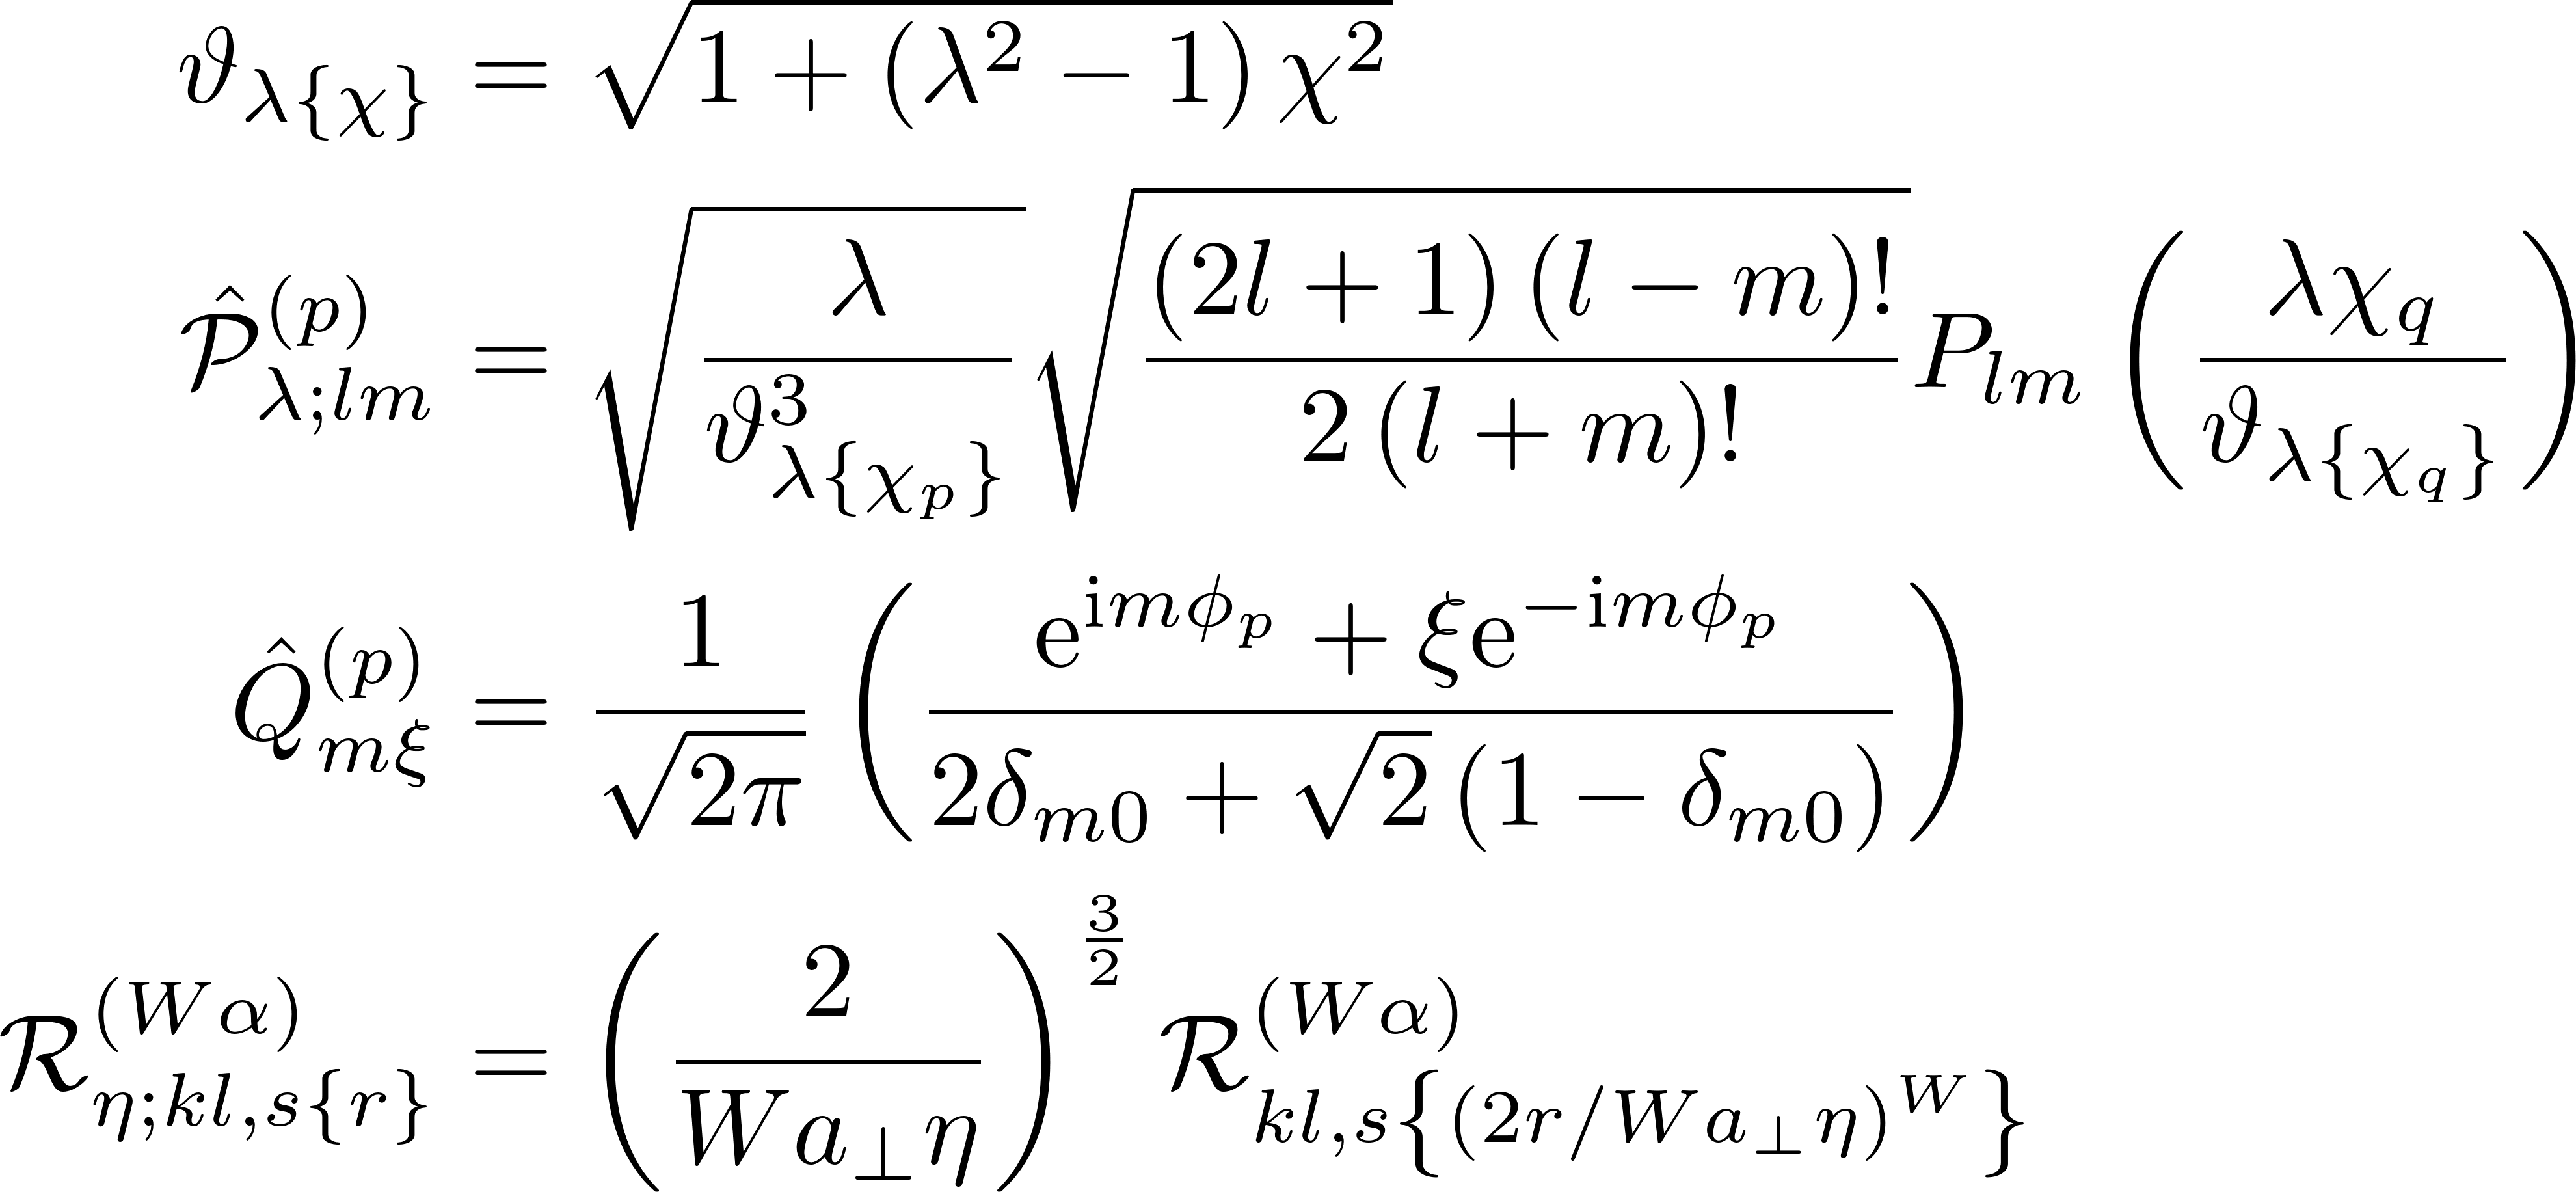 \vartheta_{\lambda\{\chi\}} = \sqrt{1 + (\lambda^2 - 1)\,\chi^2}
\hat{\mathcal{P}}^{(p)}_{\lambda;lm} = \sqrt{\frac{\lambda}{\vartheta^3_{\lambda\{\chi_p\}}}} \sqrt{\frac{(2l+1)\,(l-m)!}{2\,(l+m)!}} P_{lm} \left( \frac{\lambda\chi_q}{\vartheta_{\lambda\{\chi_q\}}} \right)
\hat{Q}^{(p)}_{m\xi} = \frac{1}{\sqrt{2\pi}} \left( \frac{\mathrm{e}^{\mathrm{i}m\phi_p} + \xi \mathrm{e}^{-\mathrm{i}m\phi_p}}{2\delta_{m0} + \sqrt{2}\,(1 - \delta_{m0})} \right)
\mathcal{R}^{(W\alpha)}_{\eta;kl,s\{r\}} = \left( \frac{2}{W a_\perp \eta} \right)^{\frac{3}{2}} \mathcal{R}^{(W\alpha)}_{kl,s\{(2r/W a_\perp \eta)^W\}}